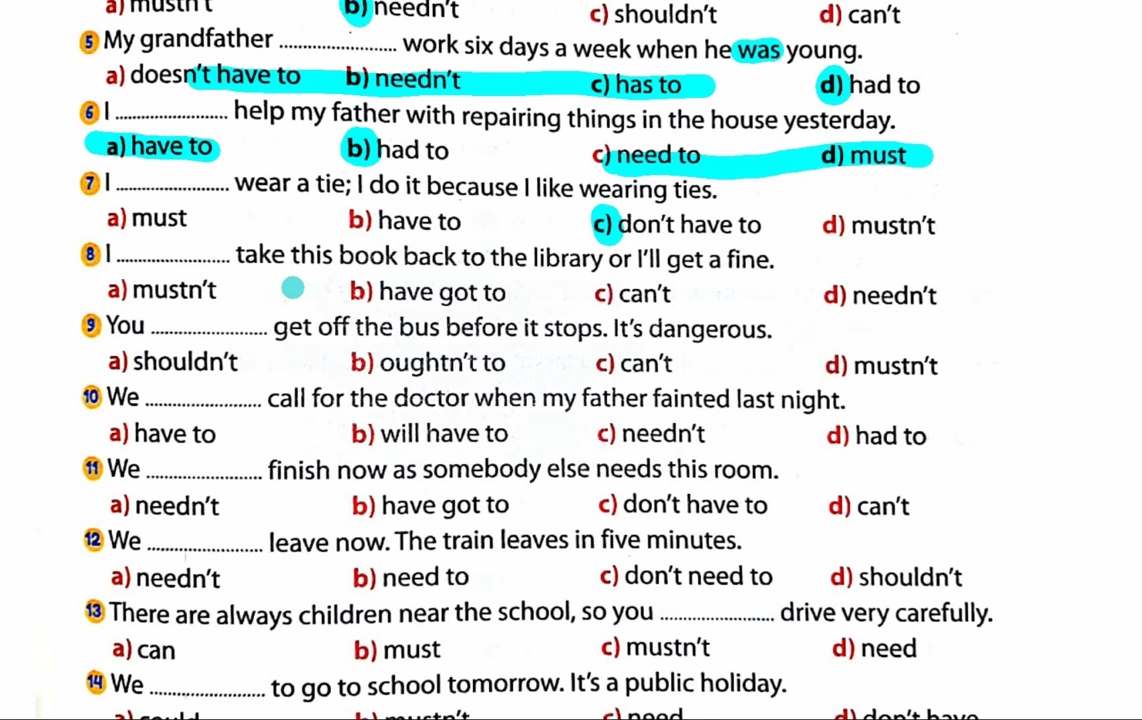 a) mustn't b) needn't c) shouldn't d) can't
5 My grandfather ........................ work six days a week when he was young.
a) doesn't have to b) needn't c) has to d) had to
6 I ........................ help my father with repairing things in the house yesterday.
a) have to b) had to c) need to d) must
7 I ........................ wear a tie; I do it because I like wearing ties.
a) must b) have to c) don't have to d) mustn't
8 I ........................ take this book back to the library or I'll get a fine.
a) mustn't b) have got to c) can't d) needn't
9 You ........................ get off the bus before it stops. It's dangerous.
a) shouldn't b) oughtn't to c) can't d) mustn't
10 We ........................ call for the doctor when my father fainted last night.
a) have to b) will have to c) needn't d) had to
11 We ........................ finish now as somebody else needs this room.
a) needn't b) have got to c) don't have to d) can't
12 We ........................ leave now. The train leaves in five minutes.
a) needn't b) need to c) don't need to d) shouldn't
13 There are always children near the school, so you ........................ drive very carefully.
a) can b) must c) mustn't d) need
14 We ........................ to go to school tomorrow. It's a public holiday.
a) could b) mustn't c) need d) don't have